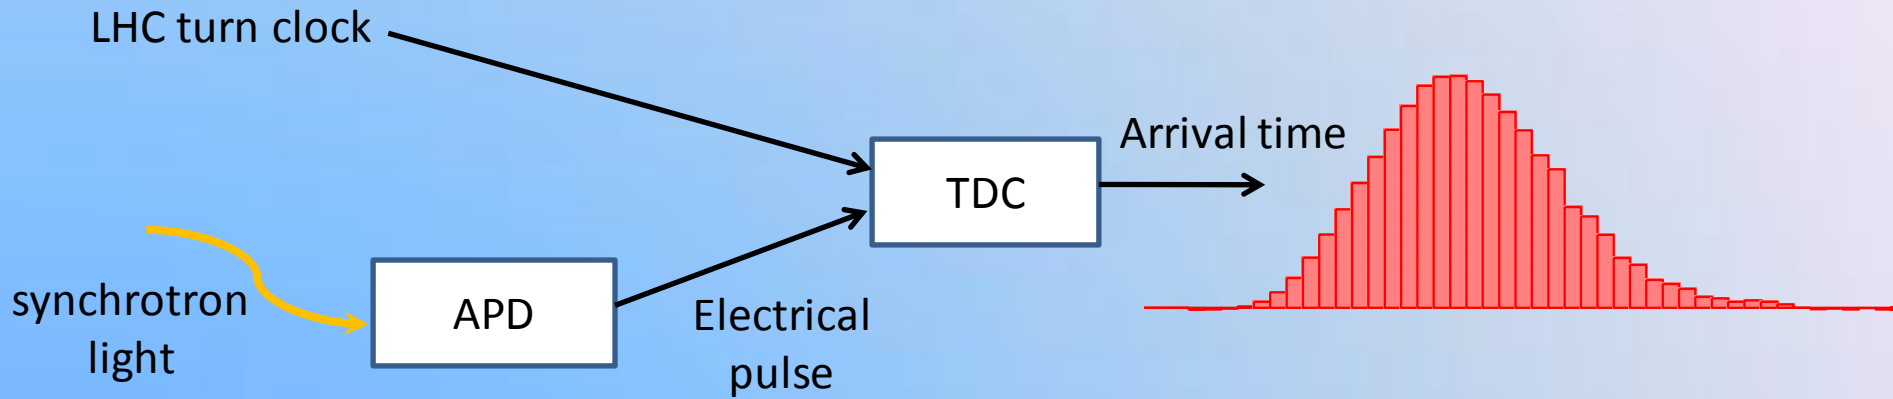 LHC turn clock
Arrival time
TDC
synchrotron
light
APD
Electrical
pulse